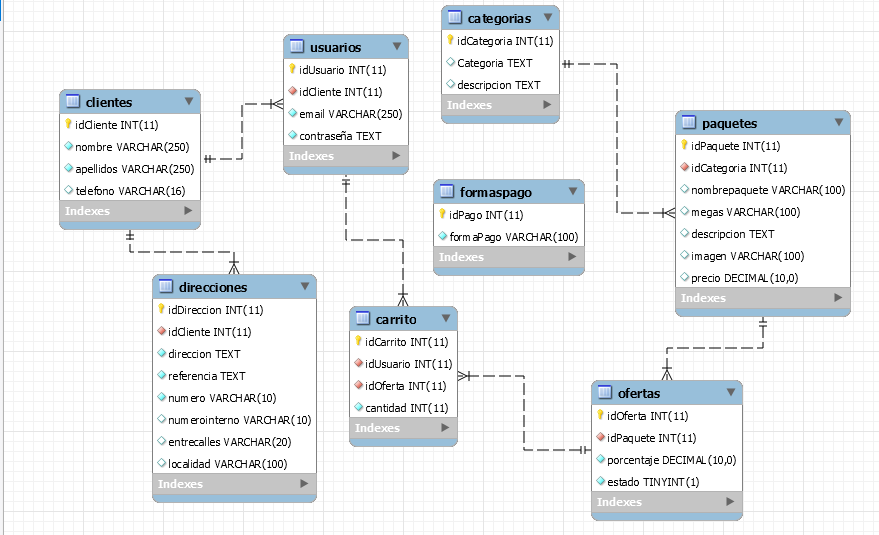 clientes
idCliente INT(11)
nombre VARCHAR(250)
apellidos VARCHAR(250)
telefono VARCHAR(16)
Indexes
usuarios
idUsuario INT(11)
idCliente INT(11)
email VARCHAR(250)
contraseña TEXT
Indexes
categorias
idCategoria INT(11)
Categoria TEXT
descripcion TEXT
Indexes
paquetes
idPaquete INT(11)
idCategoria INT(11)
nombrepaquete VARCHAR(100)
megas VARCHAR(100)
descripcion TEXT
imagen VARCHAR(100)
precio DECIMAL(10,0)
Indexes
formaspago
idPago INT(11)
formaPago VARCHAR(100)
Indexes
direcciones
idDireccion INT(11)
idCliente INT(11)
direccion TEXT
referencia TEXT
numero VARCHAR(10)
numerointerno VARCHAR(10)
entrecalles VARCHAR(20)
localidad VARCHAR(100)
Indexes
carrito
idCarrito INT(11)
idUsuario INT(11)
idOferta INT(11)
cantidad INT(11)
Indexes
ofertas
idOferta INT(11)
idPaquete INT(11)
porcentaje DECIMAL(10,0)
estado TINYINT(1)
Indexes